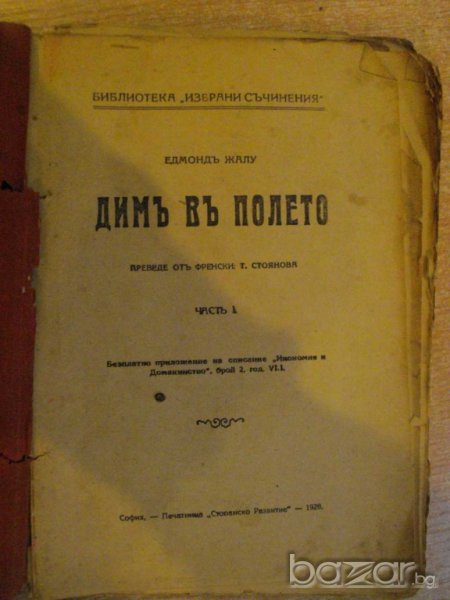 БИБЛИОТЕКА „ИЗБРАНИ СЪЧИНЕНИЯ“
ЕДМОНДЪ ЖАЛУ
ДИМЪ ВЪ ПОЛЕТО
ПРЕВЕДЕ ОТЪ ФРЕНСКИ: Т. СТОЯНОВА
ЧАСТЬ I.
Безплатно приложение на списание „Икономия и
Домакинство“, брой 2, год. VI.
София, — Печатница „Стопанско Развитие“ — 1926.
bazar.bg